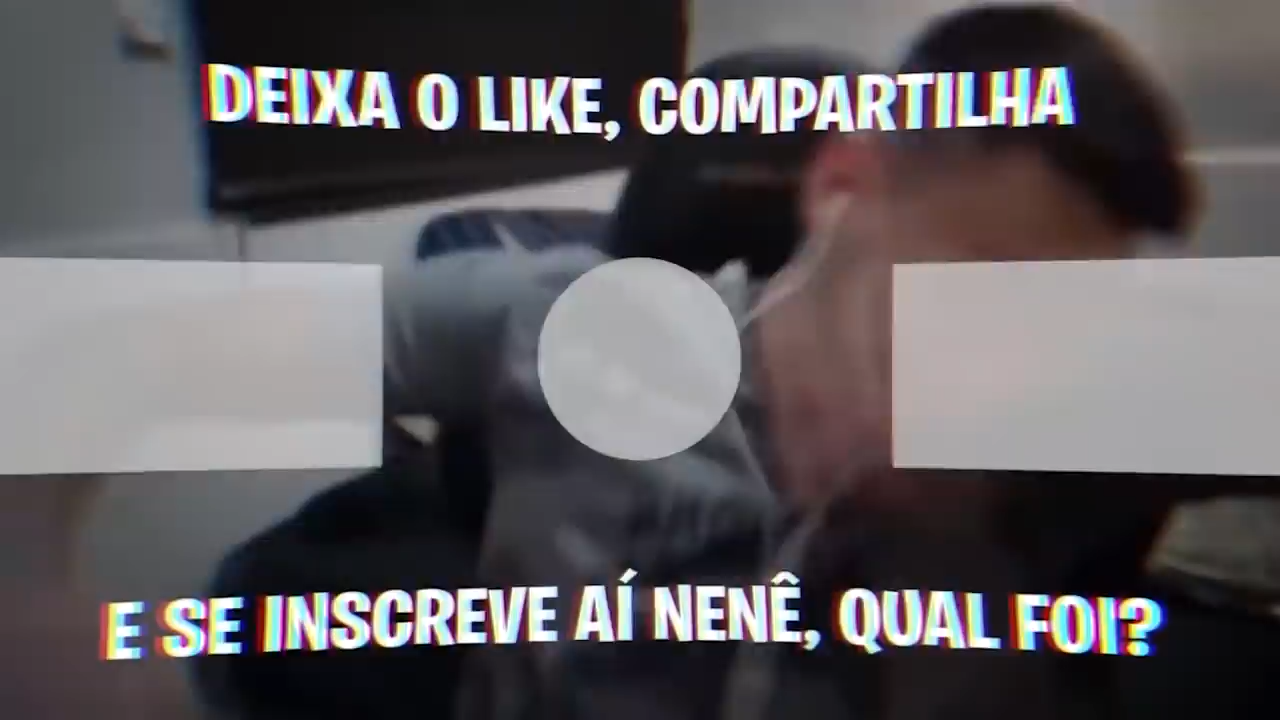 DEIXA O LIKE, COMPARTILHA
E SE INSCREVE AÍ NENÊ, QUAL FOI?